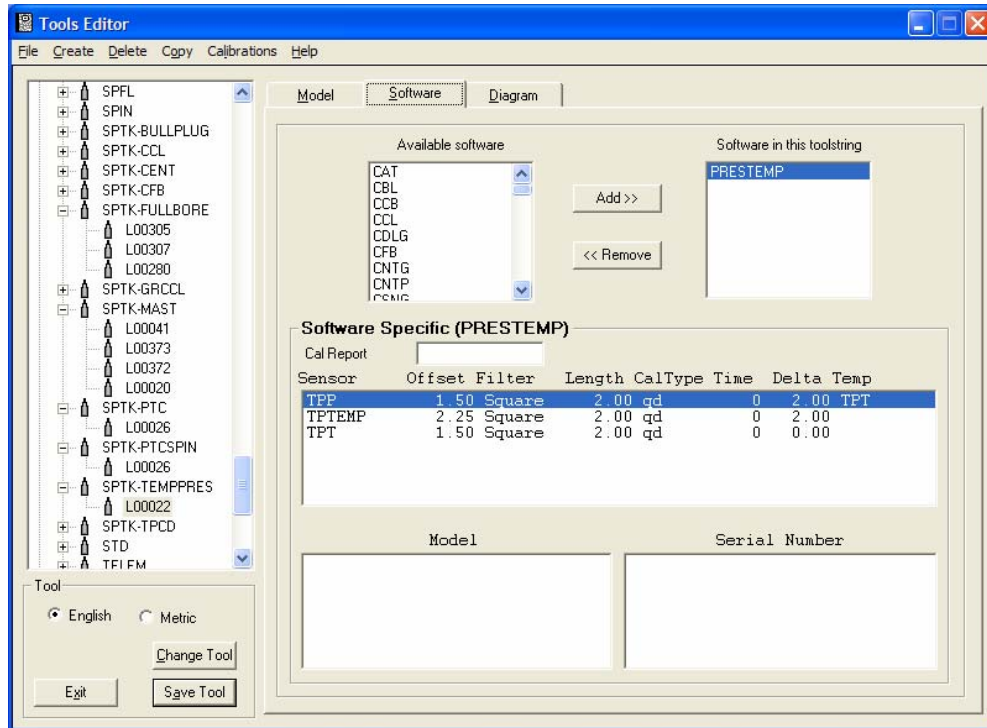 Tools Editor
File Create Delete Copy Calibrations Help
SPFL
SPIN
SPTK-BULLPLUG
SPTK-CCL
SPTK-CENT
SPTK-CFB
SPTK-FULLBORE
L00305
L00307
L00280
SPTK-GRCCL
SPTK-MAST
L00041
L00373
L00372
L00020
SPTK-PTC
L00026
SPTK-PTCSPIN
L00026
SPTK-TEMPPRES
L00022
SPTK-TPCD
STD
TELEM
Tool
English Metric
Change Tool
Exit Save Tool
Model Software Diagram
Available software
CAT
CBL
CCB
CCL
CDLG
CFB
CNTG
CNTP
CSNG
Add >>
<< Remove
Software in this toolstring
PRESTEMP
Software Specific (PRESTEMP)
Cal Report
Sensor Offset Filter Length CalType Time Delta Temp
TPP 1.50 Square 2.00 qd 0 2.00 TPT
TPTEMP 2.25 Square 2.00 qd 0 2.00
TPT 1.50 Square 2.00 qd 0 0.00
Model Serial Number